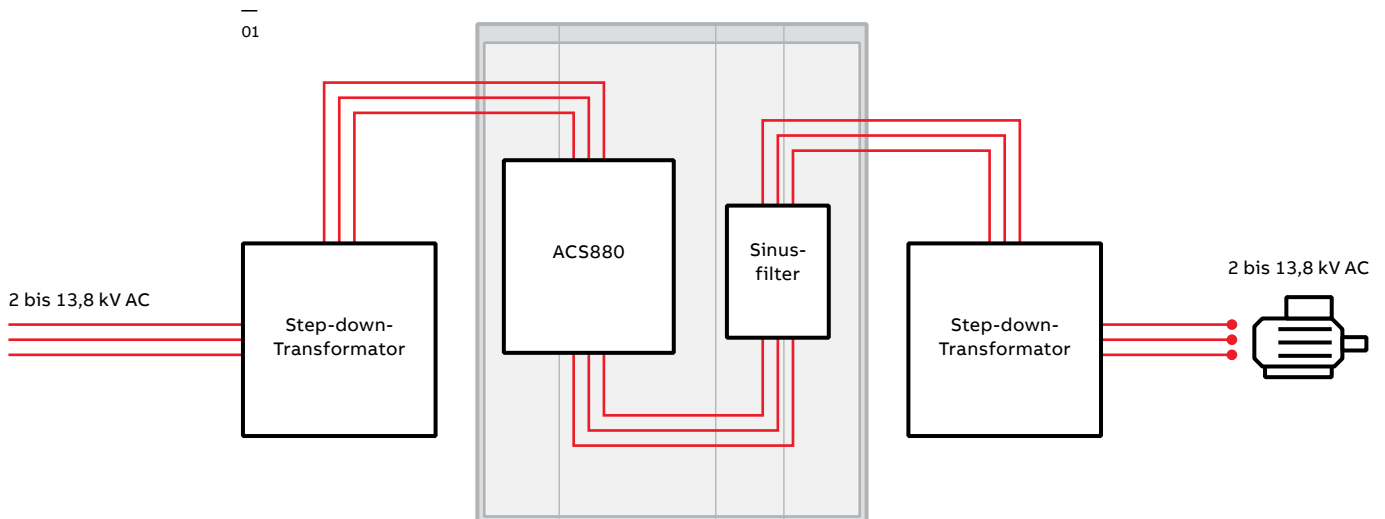 —
01
2 bis 13,8 kV AC
Step-down-
Transformator
ACS880
Sinus-
filter
Step-down-
Transformator
2 bis 13,8 kV AC